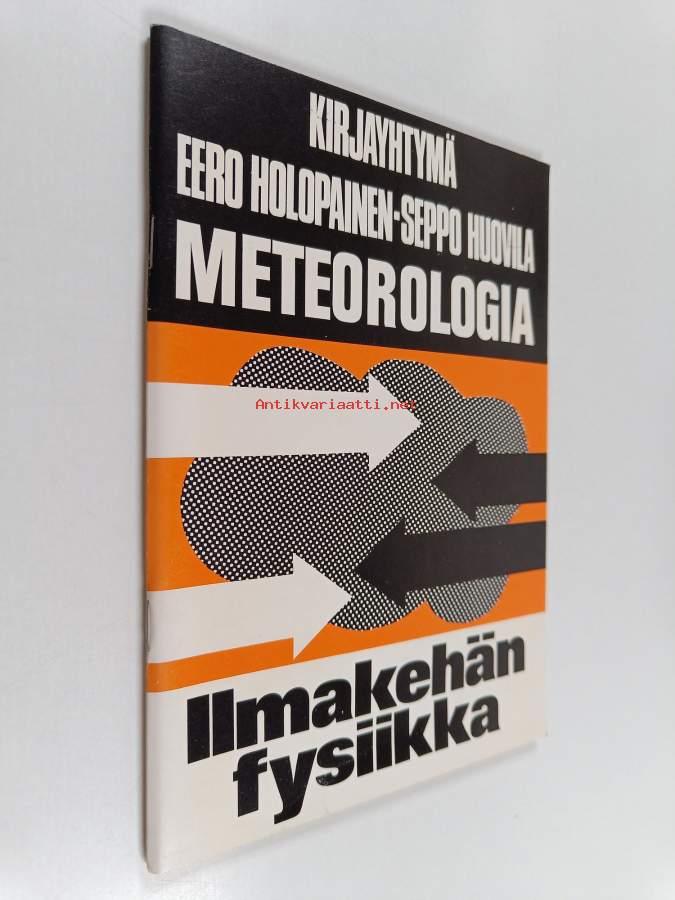 KIRJAYHTYMÄ
EERO HOLOPAINEN-SEPPO HUOVILA
METEOROLOGIA
Antikvariaatti.net
Ilmakehän
fysiikka